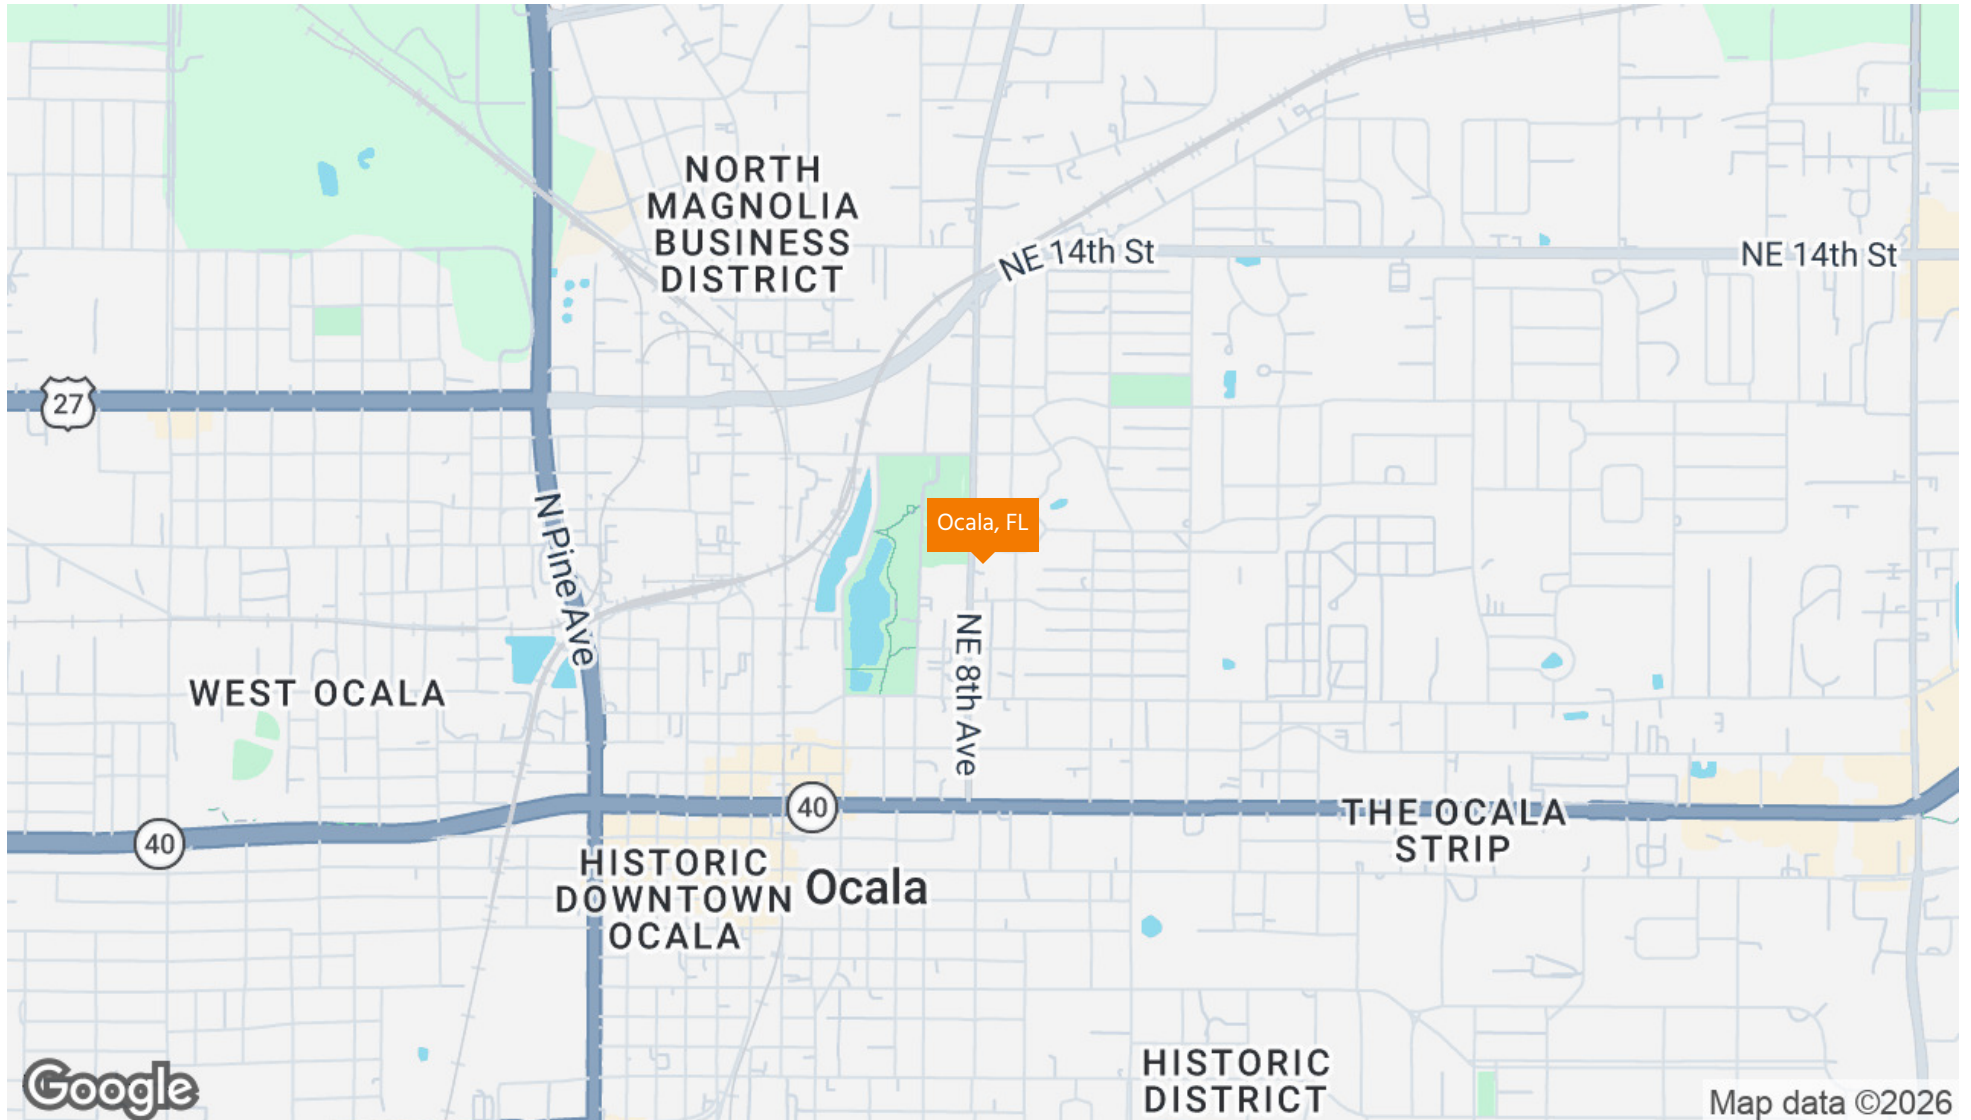 NORTH
MAGNOLIA
BUSINESS
DISTRICT
NE 14th St
NE 14th St
27
N Pine Ave
Ocala, FL
NE 8th Ave
WEST OCALA
40
40
THE OCALA
STRIP
HISTORIC
DOWNTOWN
OCALA
Ocala
HISTORIC
DISTRICT
Google
Map data ©2026